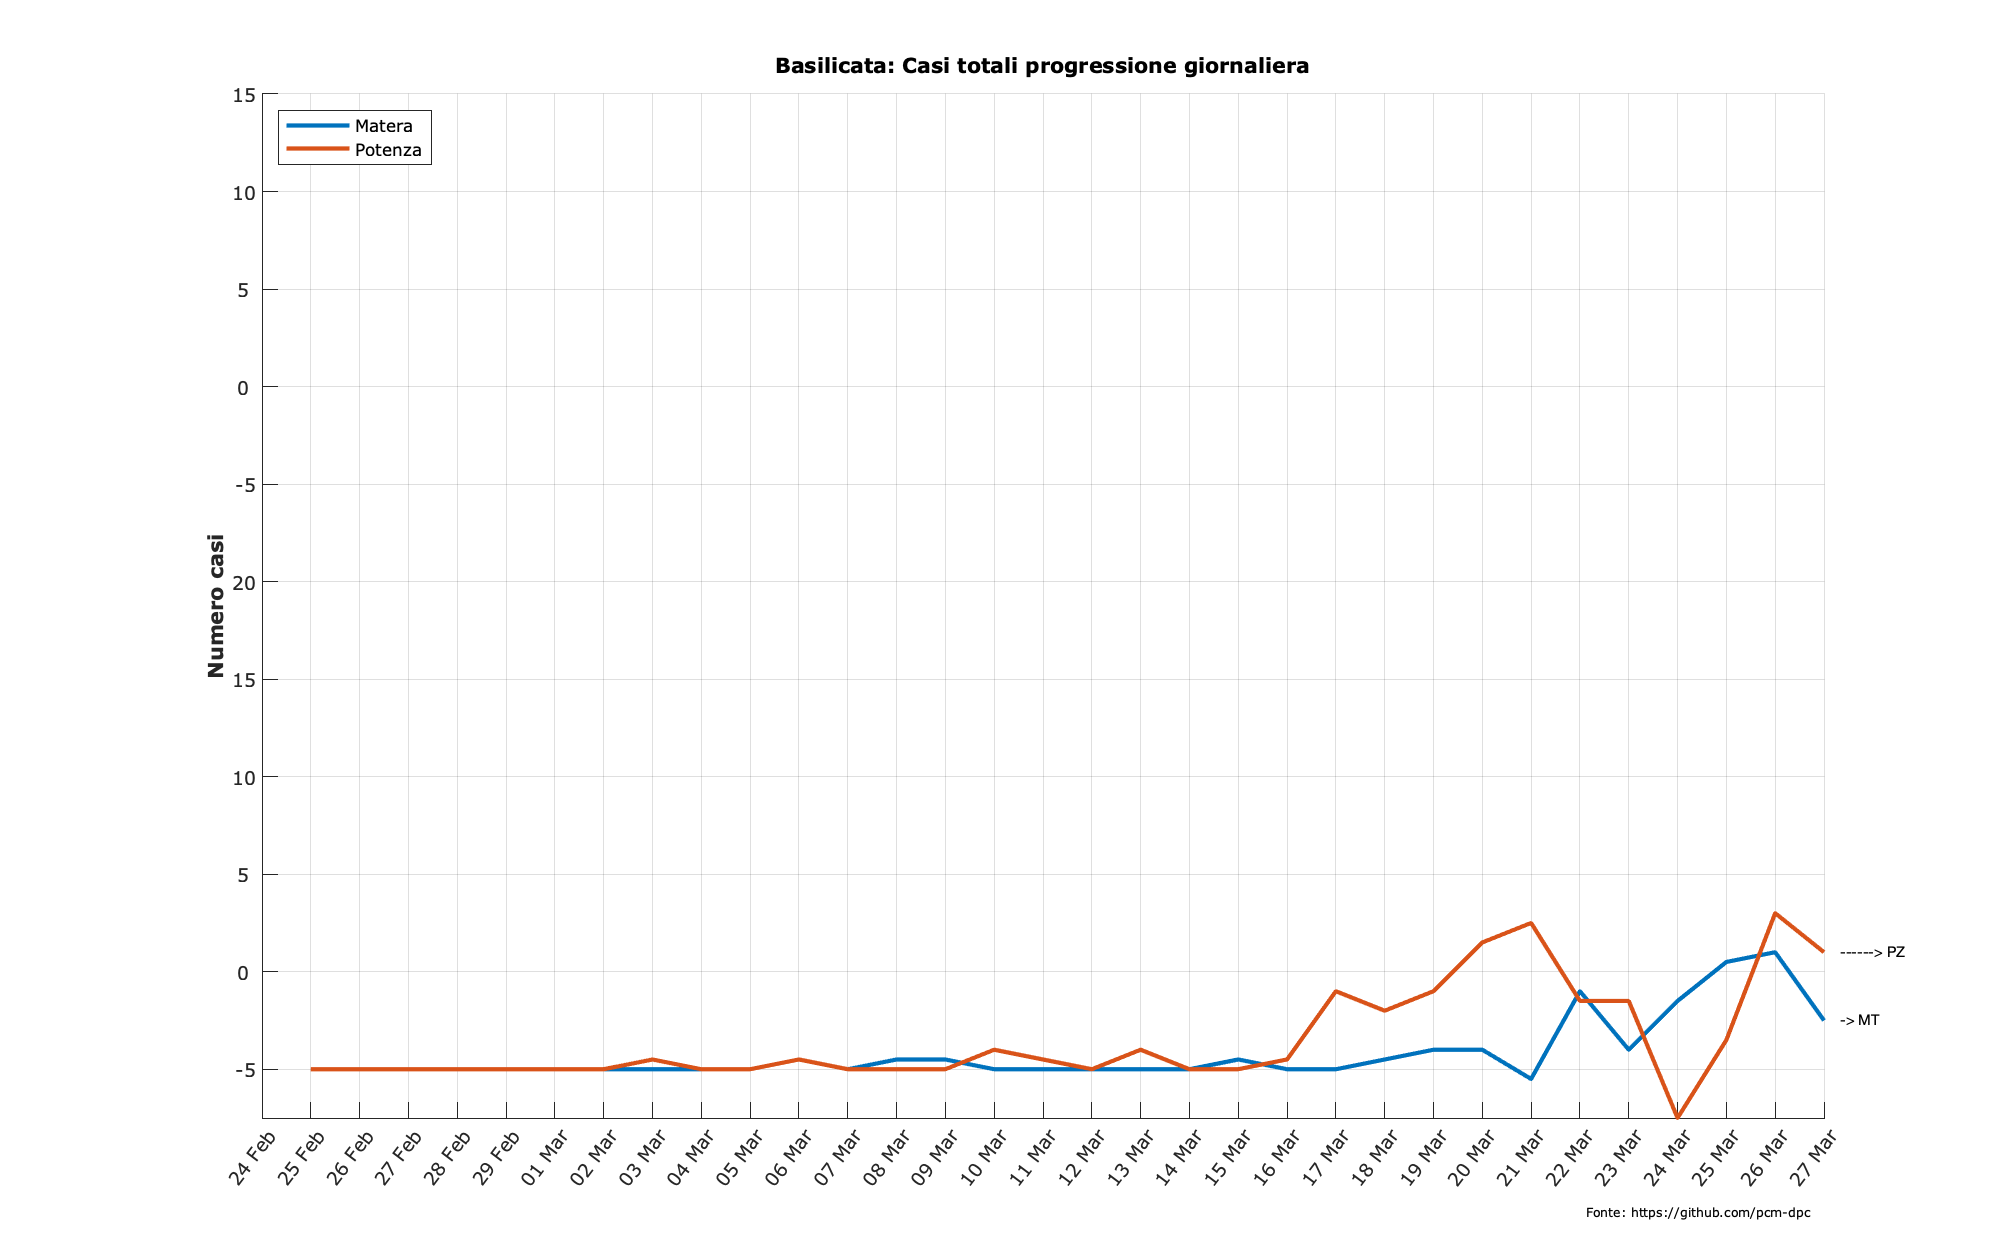 Basilicata: Casi totali progressione giornaliera
Matera
Potenza
Numero casi
15
10
5
0
-5
20
15
10
5
0
-5
------> PZ
-> MT
24 Feb
25 Feb
26 Feb
27 Feb
28 Feb
29 Feb
01 Mar
02 Mar
03 Mar
04 Mar
05 Mar
06 Mar
07 Mar
08 Mar
09 Mar
10 Mar
11 Mar
12 Mar
13 Mar
14 Mar
15 Mar
16 Mar
17 Mar
18 Mar
19 Mar
20 Mar
21 Mar
22 Mar
23 Mar
24 Mar
25 Mar
26 Mar
27 Mar
Fonte: https://github.com/pcm-dpc